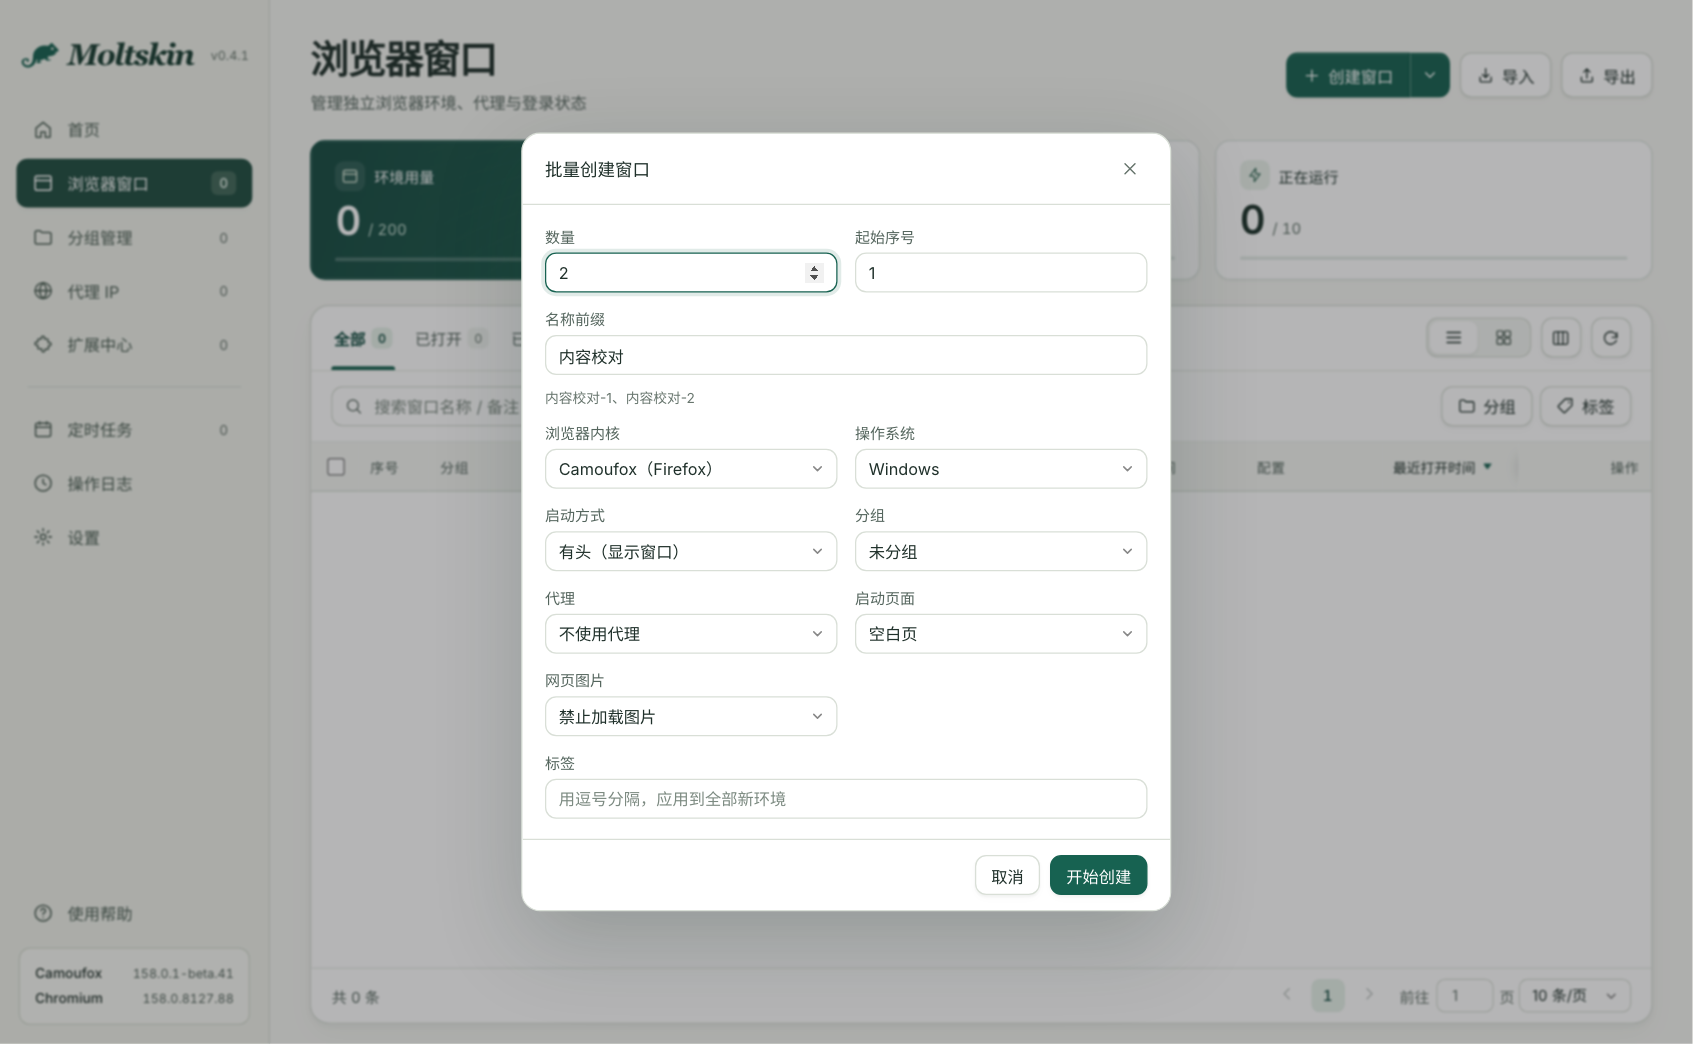 Moltskin v0.4.1
首页
浏览器窗口 0
分组管理 0
代理 IP 0
扩展中心 0
定时任务 0
操作日志
设置
使用帮助
Camoufox 158.0.1-beta.41
Chromium 158.0.8127.88
浏览器窗口
管理独立浏览器环境、代理与登录状态
创建窗口
导入
导出
环境用量
0 / 200
正在运行
0 / 10
全部 0
已打开 0
搜索窗口名称 / 备注
分组
标签
序号
分组
配置
最近打开时间
操作
共 0 条
1
前往 1 页
10 条/页
批量创建窗口
数量
2
起始序号
1
名称前缀
内容校对
内容校对-1、内容校对-2
浏览器内核
Camoufox（Firefox）
操作系统
Windows
启动方式
有头（显示窗口）
分组
未分组
代理
不使用代理
启动页面
空白页
网页图片
禁止加载图片
标签
用逗号分隔，应用到全部新环境
取消
开始创建